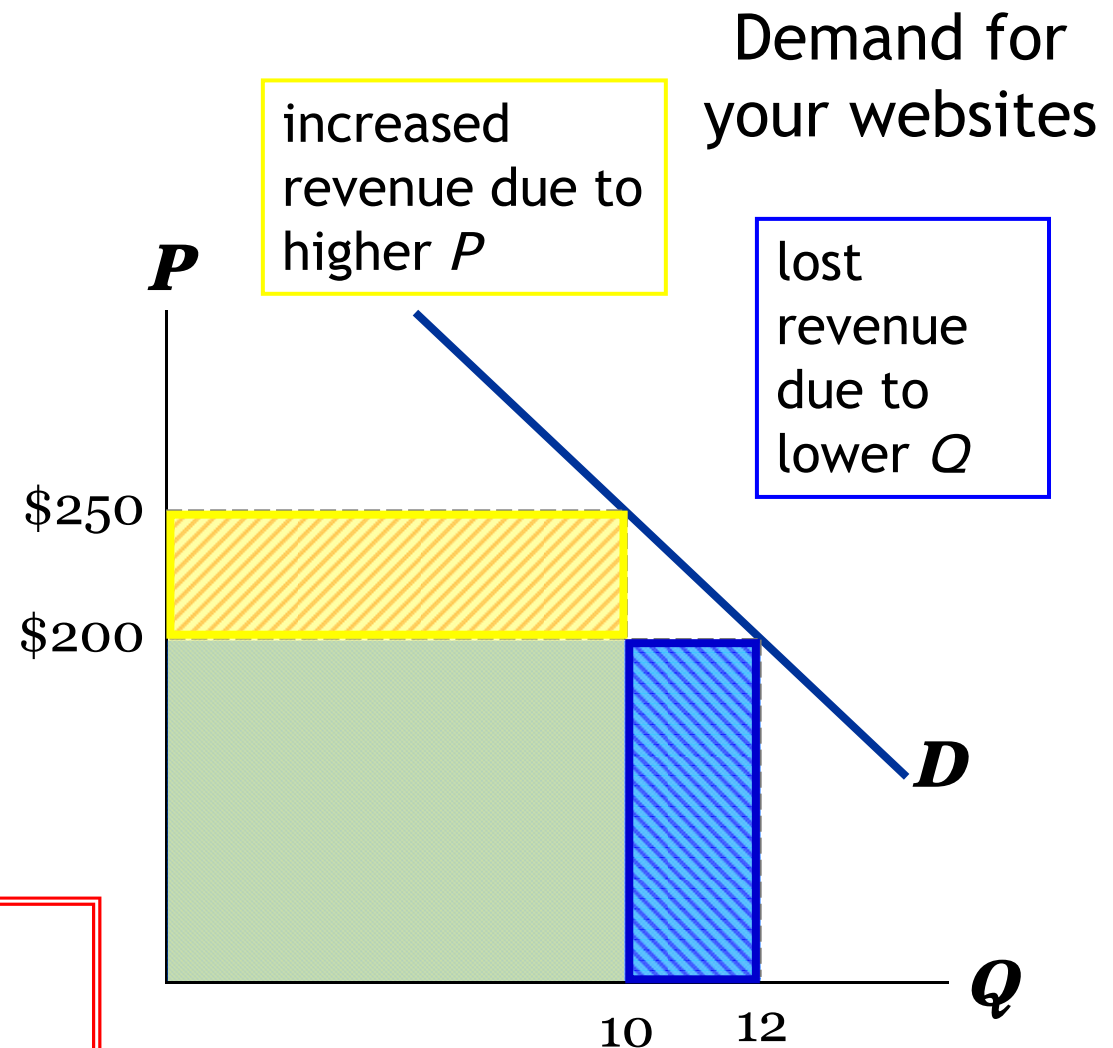 Demand for
your websites
increased
revenue due to
higher P
lost
revenue
due to
lower Q
P
$250
$200
D
Q
10
12